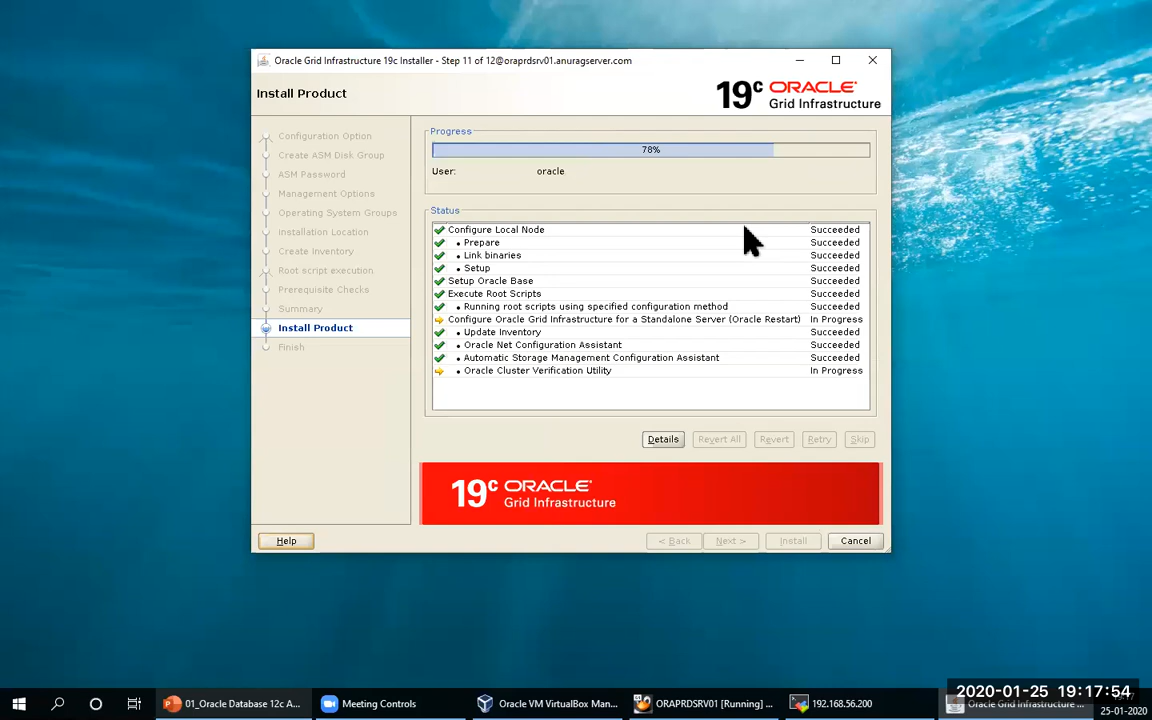 Oracle Grid Infrastructure 19c Installer - Step 11 of 12@oraprdsrv01.anuragserver.com
Install Product
19c ORACLE
Grid Infrastructure
Configuration Option
Create ASM Disk Group
ASM Password
Management Options
Operating System Groups
Installation Location
Create Inventory
Root script execution
Prerequisite Checks
Summary
Install Product
Finish
Progress
78%
User: oracle
Status
Configure Local Node Succeeded
• Prepare Succeeded
• Link binaries Succeeded
• Setup Succeeded
Setup Oracle Base Succeeded
Execute Root Scripts Succeeded
• Running root scripts using specified configuration method Succeeded
Configure Oracle Grid Infrastructure for a Standalone Server (Oracle Restart) In Progress
• Update Inventory Succeeded
• Oracle Net Configuration Assistant Succeeded
• Automatic Storage Management Configuration Assistant Succeeded
• Oracle Cluster Verification Utility In Progress
Details Revert All Revert Retry Skip
19c ORACLE
Grid Infrastructure
Help < Back Next > Install Cancel
2020-01-25 19:17:54
01_Oracle Database 12c A... Meeting Controls Oracle VM VirtualBox Man... ORAPRDSRV01 [Running] ... 192.168.56.200 Oracle Grid Infrastructure ...
25-01-2020